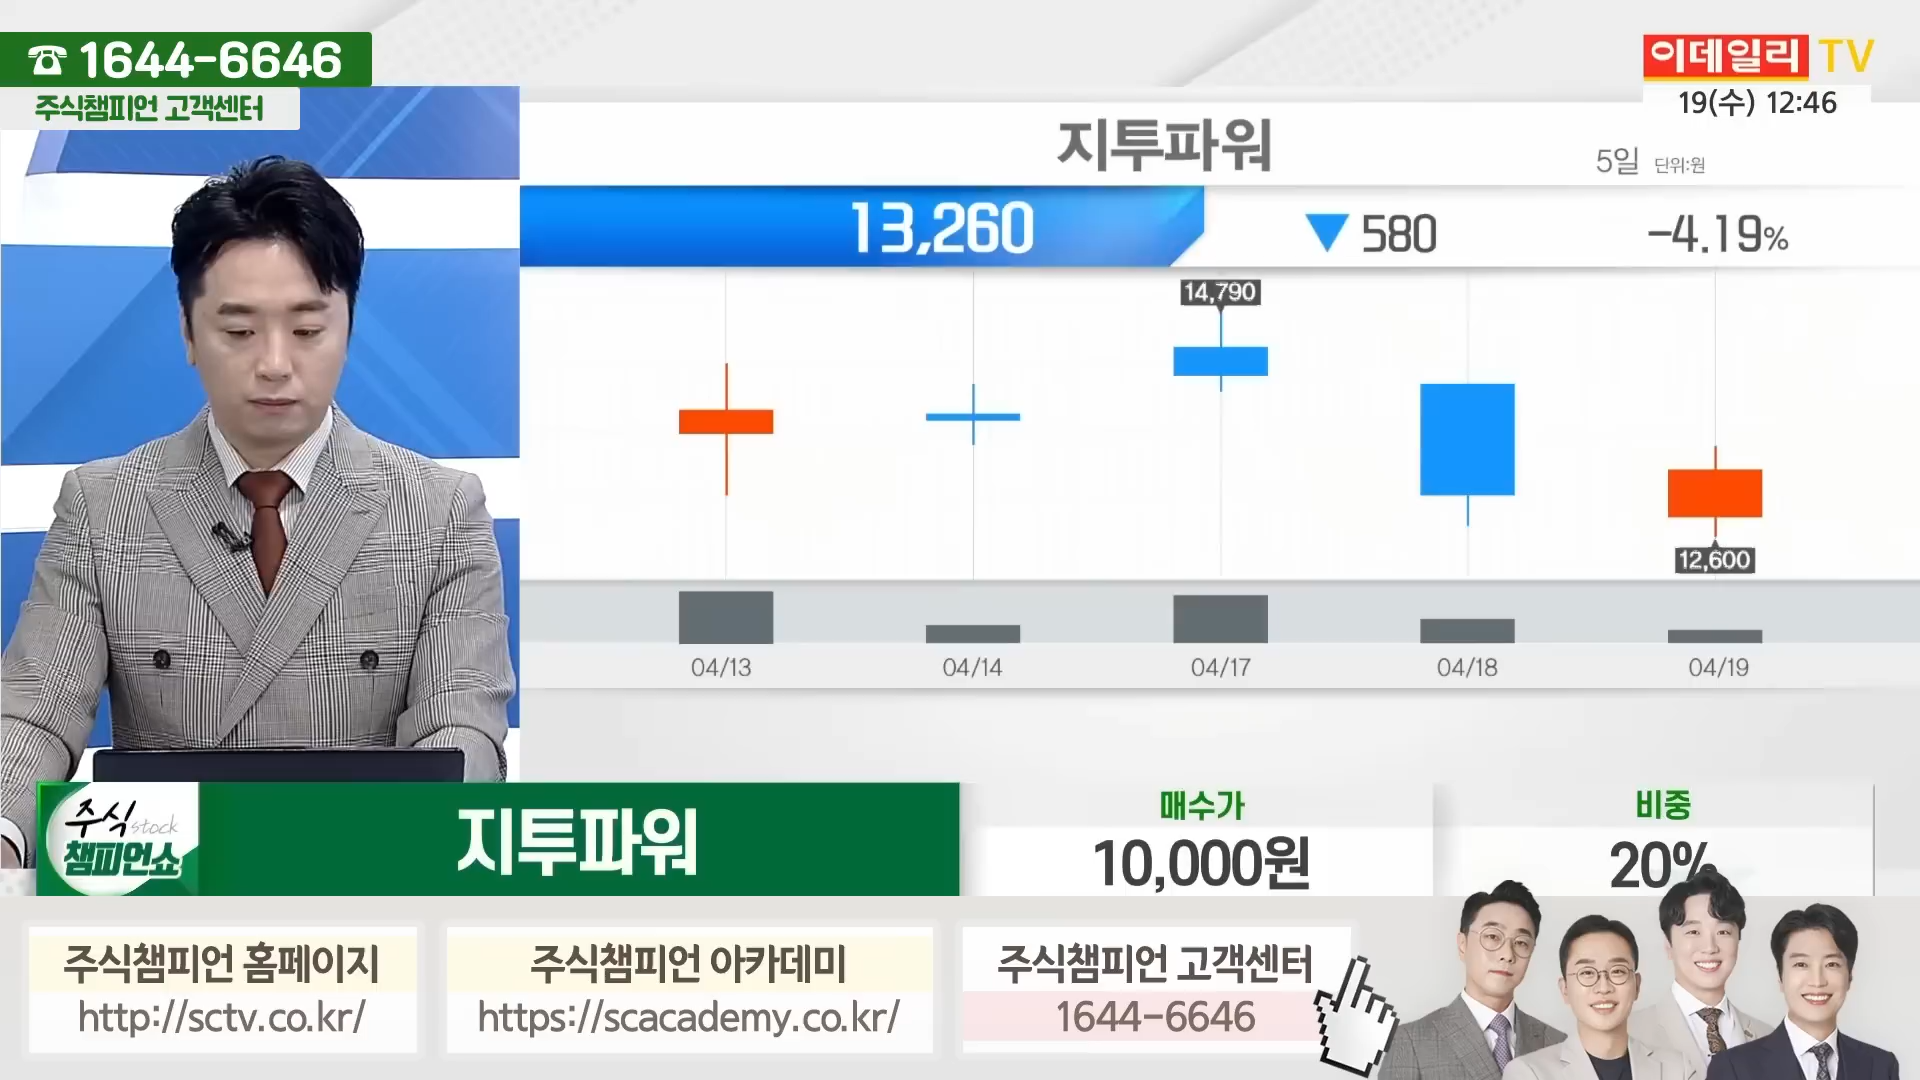 ☎ 1644-6646
주식챔피언 고객센터
이데일리 TV
19(수) 12:46
지투파워
5일 단위:원
13,260 ▼ 580 -4.19%
14,790
12,600
04/13 04/14 04/17 04/18 04/19
주식 stock
챔피언쇼
지투파워
매수가
10,000원
비중
20%
주식챔피언 홈페이지
http://sctv.co.kr/
주식챔피언 아카데미
https://scacademy.co.kr/
주식챔피언 고객센터
1644-6646